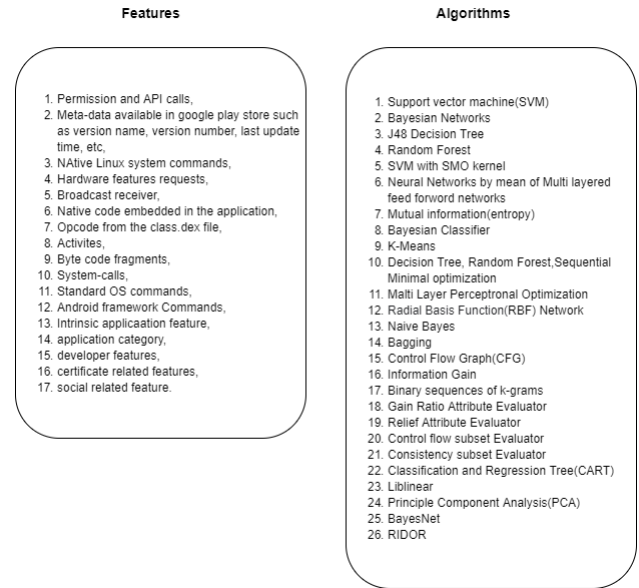 Features
1. Permission and API calls,
2. Meta-data available in google play store such
as version name, version number, last update
time, etc,
3. NAtive Linux system commands,
4. Hardware features requests,
5. Broadcast receiver,
6. Native code embedded in the application,
7. Opcode from the class.dex file,
8. Activites,
9. Byte code fragments,
10. System-calls,
11. Standard OS commands,
12. Android framework Commands,
13. Intrinsic applicaation feature,
14. application category,
15. developer features,
16. certificate related features,
17. social related feature.
Algorithms
1. Support vector machine(SVM)
2. Bayesian Networks
3. J48 Decision Tree
4. Random Forest
5. SVM with SMO kernel
6. Neural Networks by mean of Multi layered
feed forword networks
7. Mutual information(entropy)
8. Bayesian Classifier
9. K-Means
10. Decision Tree, Random Forest,Sequential
Minimal optimization
11. Malti Layer Perceptronal Optimization
12. Radial Basis Function(RBF) Network
13. Naive Bayes
14. Bagging
15. Control Flow Graph(CFG)
16. Information Gain
17. Binary sequences of k-grams
18. Gain Ratio Attribute Evaluator
19. Relief Attribute Evaluator
20. Control flow subset Evaluator
21. Consistency subset Evaluator
22. Classification and Regression Tree(CART)
23. Liblinear
24. Principle Component Analysis(PCA)
25. BayesNet
26. RIDOR